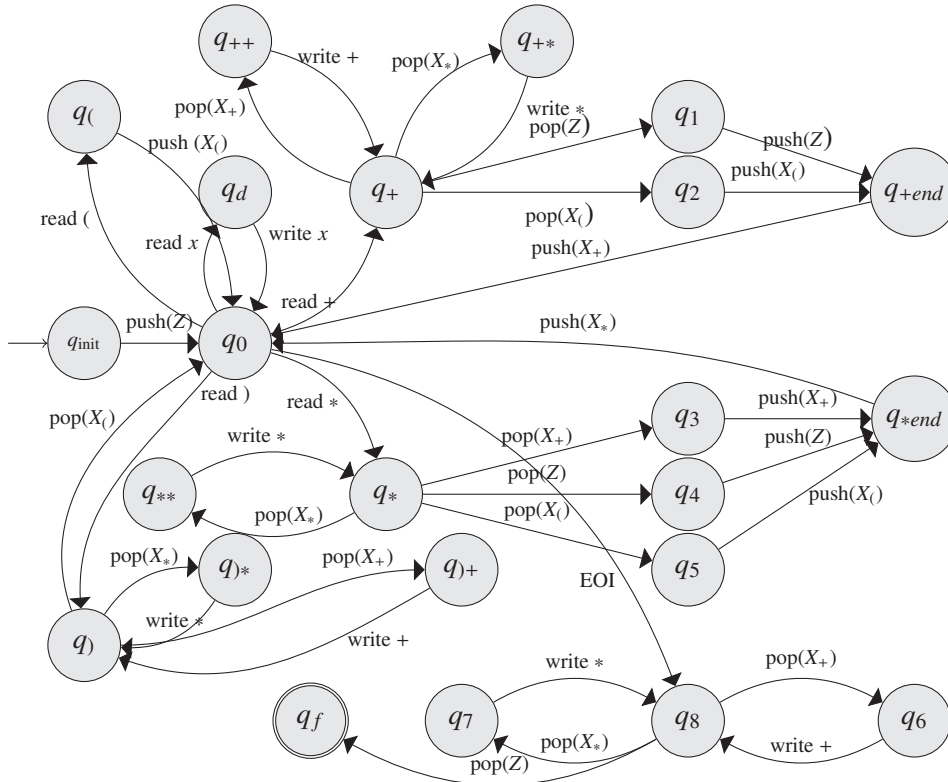 q++
write +
q+
pop(X*)
q+*
write *
pop(X+)
q(
push (X()
read (
qd
read x
write x
read +
pop(Z)
q1
push(Z)
q2
push(X()
pop(X()
q+end
push(X+)
qinit
push(Z)
q0
push(X*)
pop(X()
read )
read *
q**
write *
q*
pop(X*)
pop(X+)
q3
push(X+)
pop(Z)
q4
push(Z)
pop(X()
q5
push(X()
q*end
pop(X*)
q)*
write *
q)
pop(X+)
q)+
write +
EOI
qf
q7
write *
q8
pop(X*)
pop(Z)
pop(X+)
q6
write +